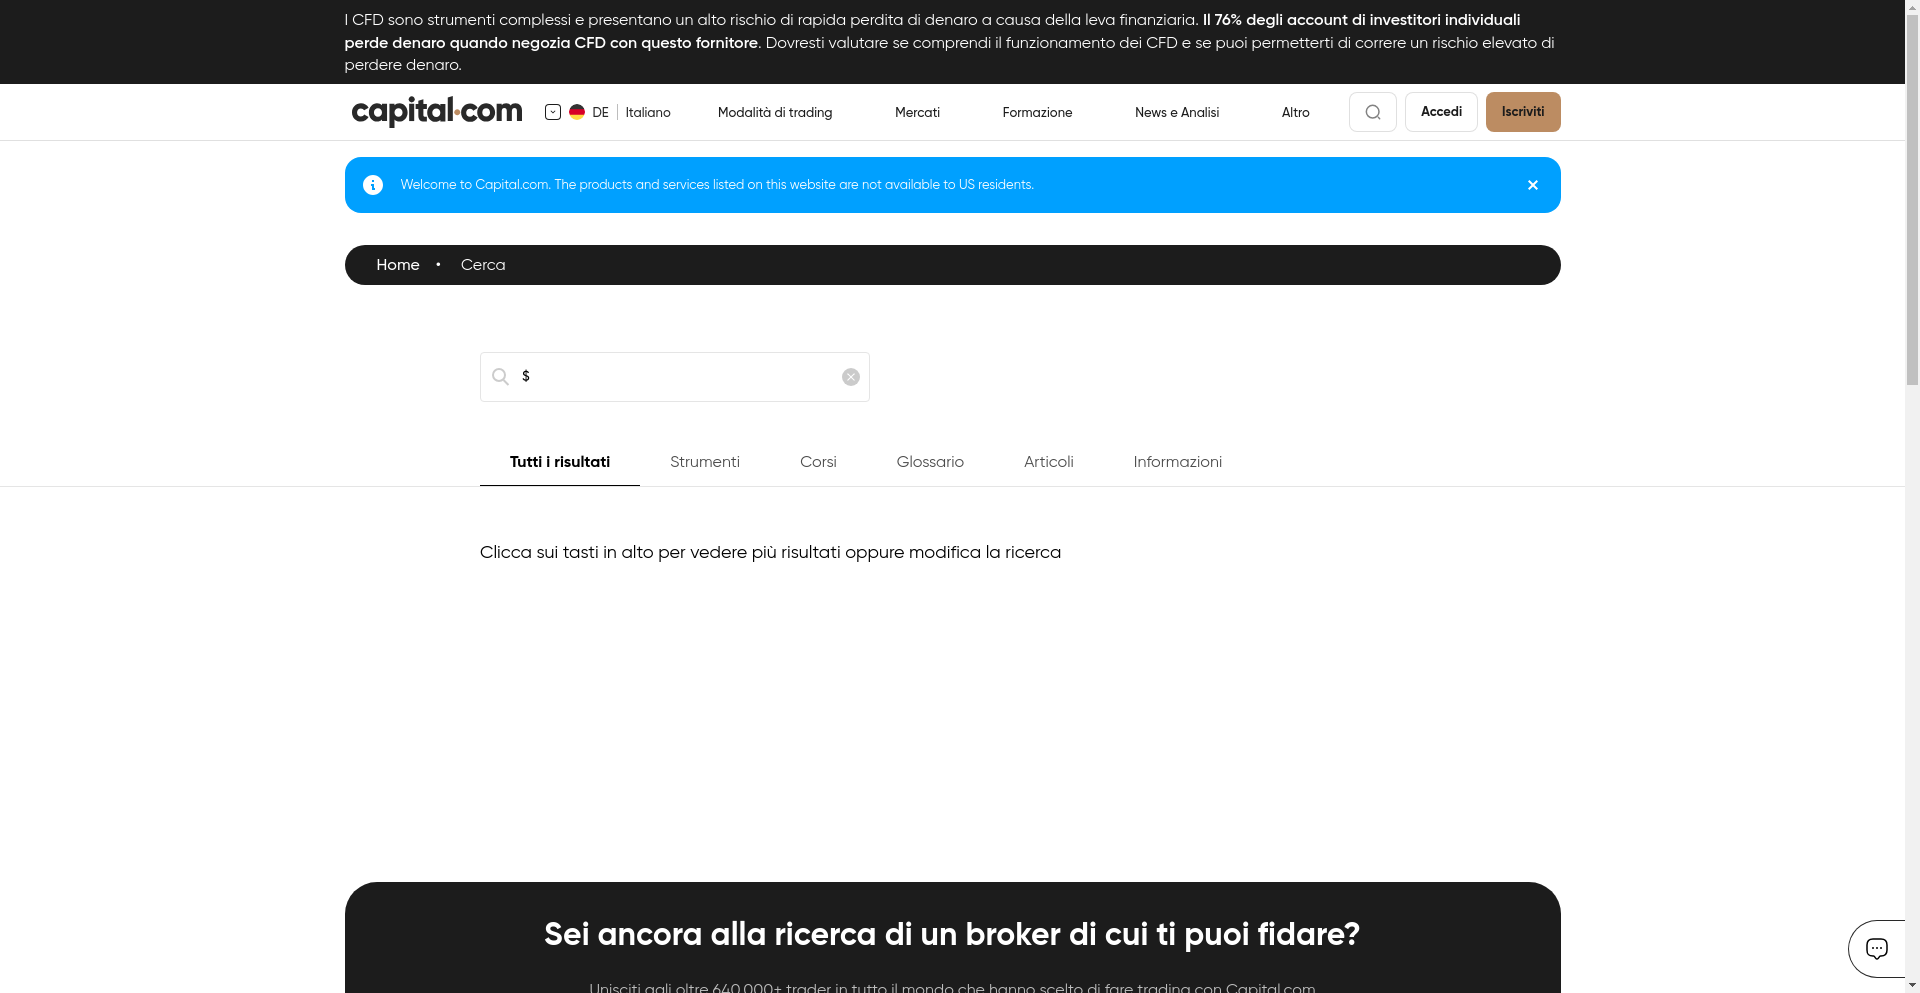 I CFD sono strumenti complessi e presentano un alto rischio di rapida perdita di denaro a causa della leva finanziaria. Il 76% degli account di investitori individuali
perde denaro quando negozia CFD con questo fornitore. Dovresti valutare se comprendi il funzionamento dei CFD e se puoi permetterti di correre un rischio elevato di
perdere denaro.
capital.com DE Italiano Modalità di trading Mercati Formazione News e Analisi Altro Accedi Iscriviti
Welcome to Capital.com. The products and services listed on this website are not available to US residents.
Home • Cerca
$
Tutti i risultati Strumenti Corsi Glossario Articoli Informazioni
Clicca sui tasti in alto per vedere più risultati oppure modifica la ricerca
Sei ancora alla ricerca di un broker di cui ti puoi fidare?
Unisciti agli oltre 640.000+ trader in tutto il mondo che hanno scelto di fare trading con Capital.com